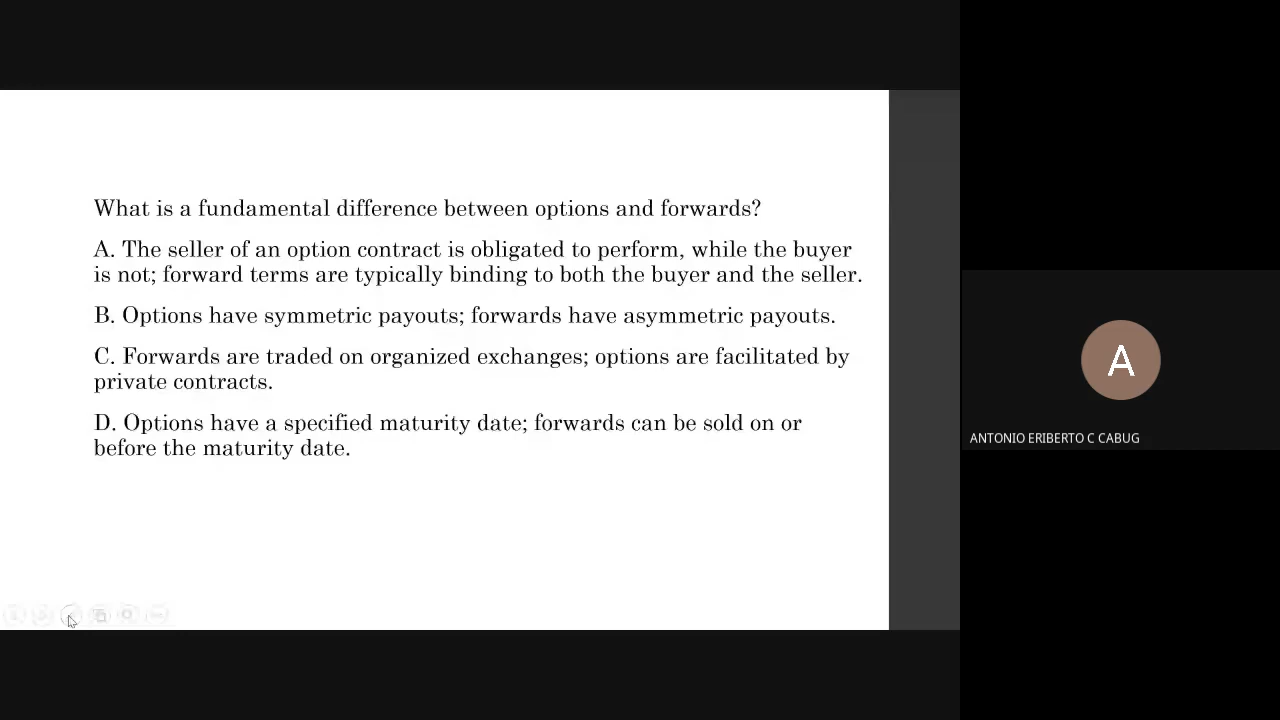 What is a fundamental difference between options and forwards?
A. The seller of an option contract is obligated to perform, while the buyer
is not; forward terms are typically binding to both the buyer and the seller.
B. Options have symmetric payouts; forwards have asymmetric payouts.
C. Forwards are traded on organized exchanges; options are facilitated by
private contracts.
D. Options have a specified maturity date; forwards can be sold on or
before the maturity date.
A
ANTONIO ERIBERTO C CABUG